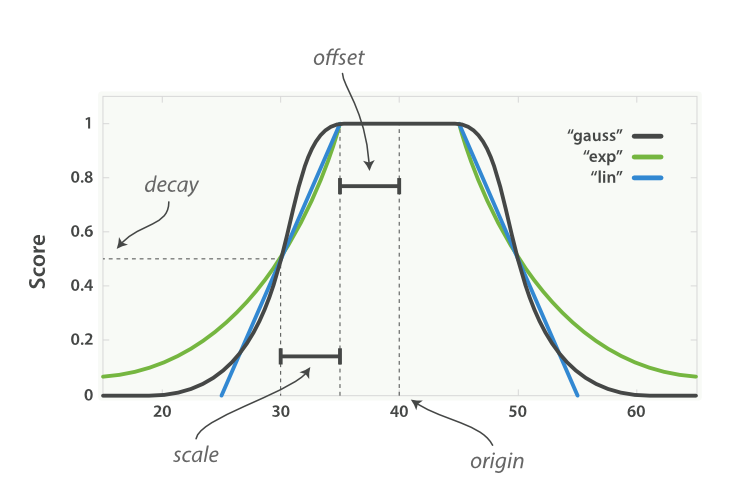 offset
1
"gauss"
"exp"
"lin"
0.8
decay
0.6
Score
0.4
0.2
0
20 30 40 50 60
scale
origin